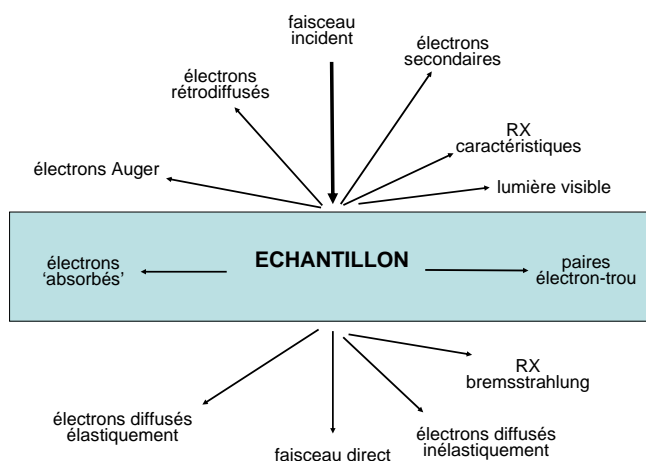 faisceau
incident
électrons
secondaires
électrons
rétrodiffusés
RX
caractéristiques
électrons Auger
lumière visible
ECHANTILLON
électrons
‘absorbés’
paires
électron-trou
RX
bremsstrahlung
électrons diffusés
élastiquement
faisceau direct
électrons diffusés
inélastiquement